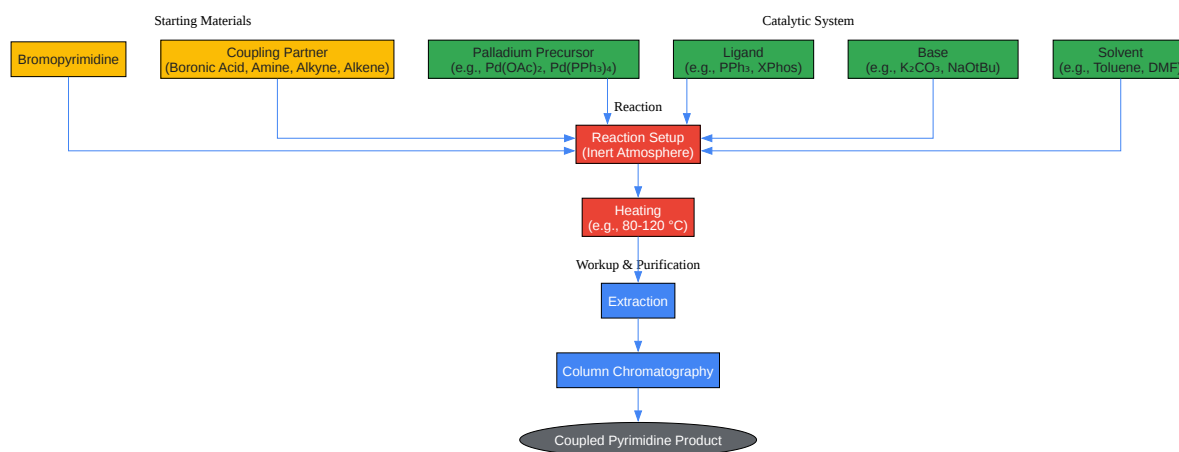 Starting Materials
Catalytic System
Bromopyrimidine
Coupling Partner
(Boronic Acid, Amine, Alkyne, Alkene)
Palladium Precursor
(e.g., Pd(OAc)₂, Pd(PPh₃)₄)
Ligand
(e.g., PPh₃, XPhos)
Base
(e.g., K₂CO₃, NaOtBu)
Solvent
(e.g., Toluene, DMF)
Reaction
Reaction Setup
(Inert Atmosphere)
Heating
(e.g., 80-120 °C)
Workup & Purification
Extraction
Column Chromatography
Coupled Pyrimidine Product